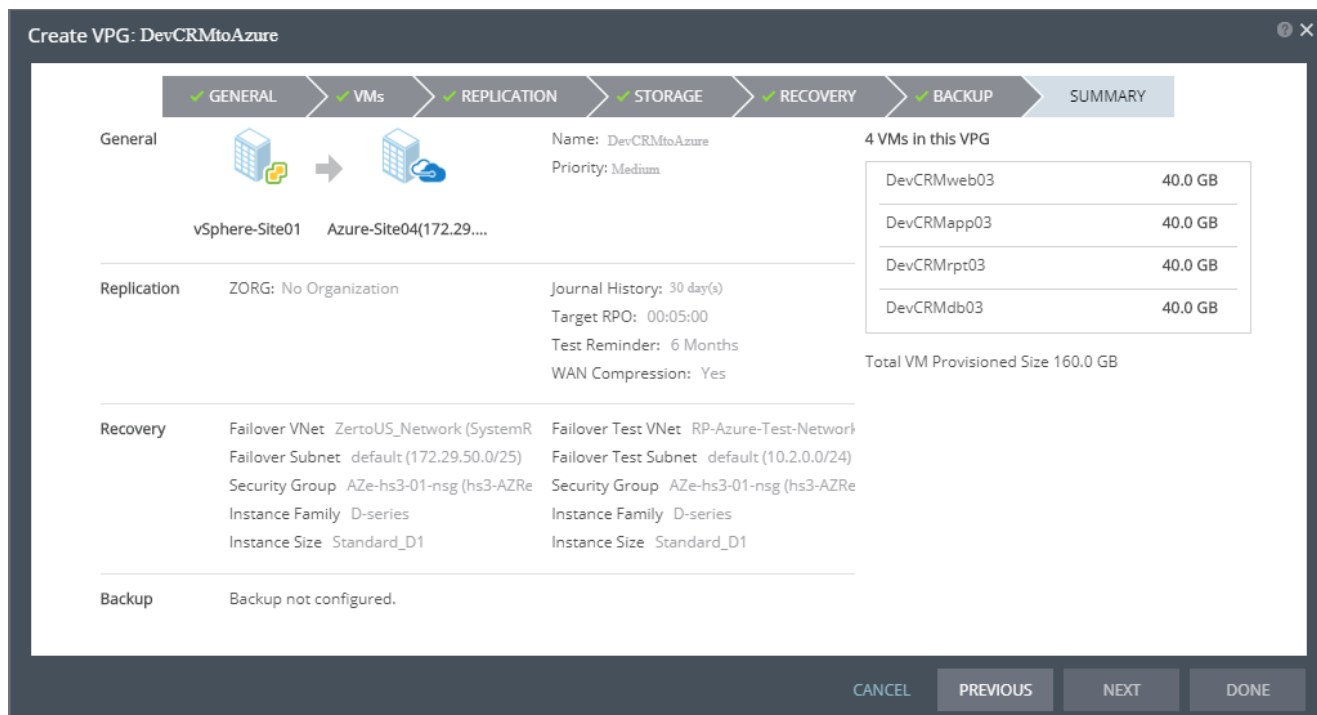 Create VPG: DevCRMtoAzure
GENERAL
VMs
REPLICATION
STORAGE
RECOVERY
BACKUP
SUMMARY
General
vSphere-Site01
Azure-Site04(172.29....
Name: DevCRMtoAzure
Priority: Medium
4 VMs in this VPG
DevCRMweb03 40.0 GB
DevCRMapp03 40.0 GB
DevCRMrpt03 40.0 GB
DevCRMdb03 40.0 GB
Total VM Provisioned Size 160.0 GB
Replication
ZORG: No Organization
Journal History: 30 day(s)
Target RPO: 00:05:00
Test Reminder: 6 Months
WAN Compression: Yes
Recovery
Failover VNet ZertoUS_Network (SystemR
Failover Subnet default (172.29.50.0/25)
Security Group AZe-hs3-01-nsg (hs3-AZRe
Instance Family D-series
Instance Size Standard_D1
Failover Test VNet RP-Azure-Test-Network
Failover Test Subnet default (10.2.0.0/24)
Security Group AZe-hs3-01-nsg (hs3-AZRe
Instance Family D-series
Instance Size Standard_D1
Backup
Backup not configured.
CANCEL
PREVIOUS
NEXT
DONE